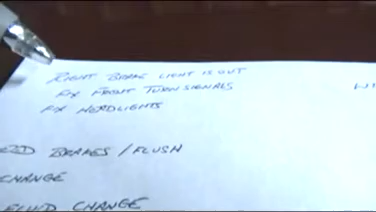 RIGHT BRAKE LIGHT IS OUT
FIX FRONT TURN SIGNALS
FIX HEADLIGHTS
BRAKES / FLUSH
CHANGE
FLUID CHANGE